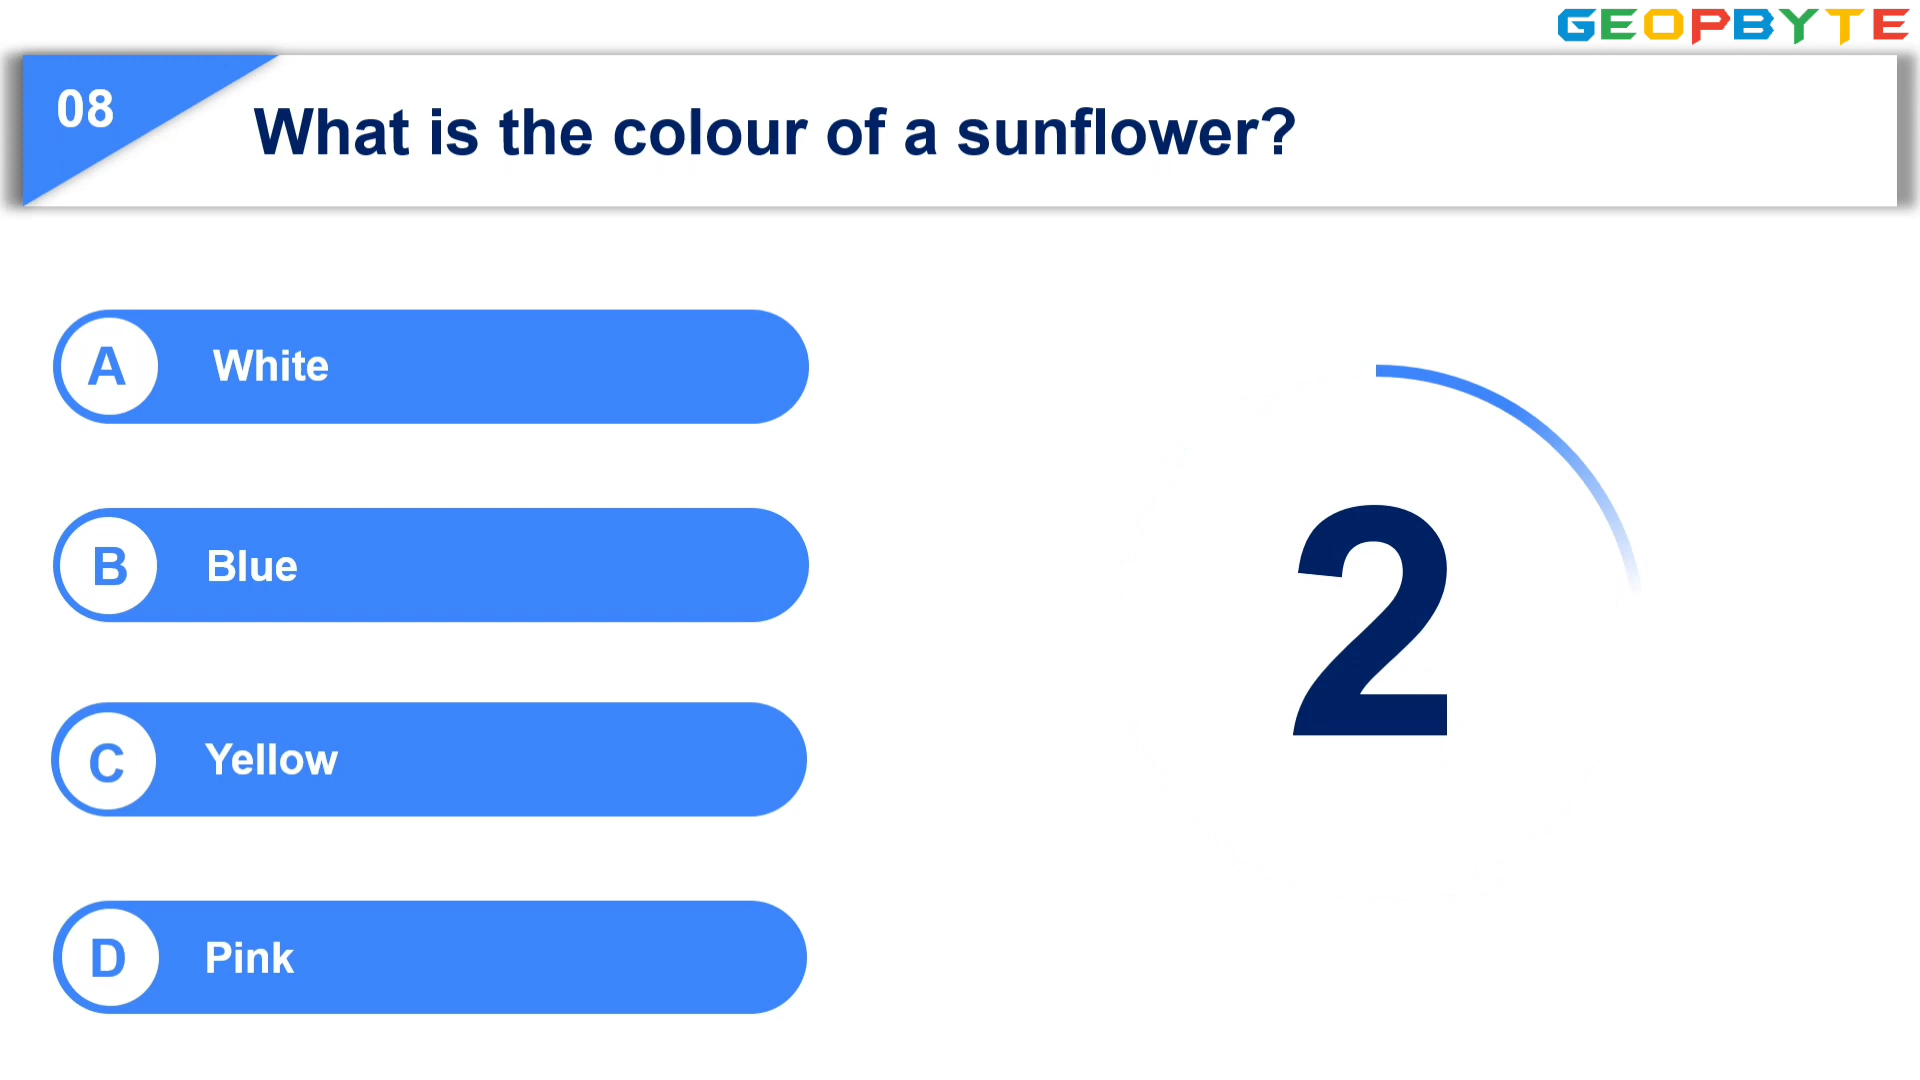 GEOPBYTE
08
What is the colour of a sunflower?
A White
B Blue
C Yellow
D Pink
2